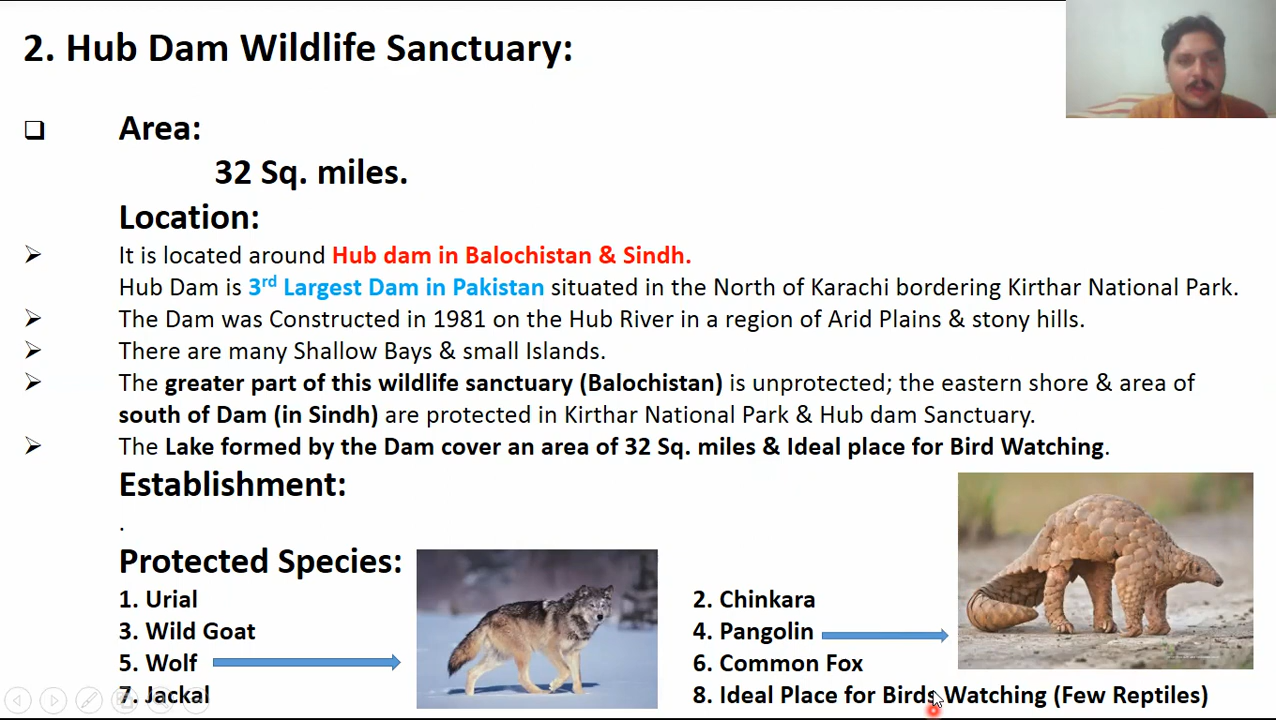 2. Hub Dam Wildlife Sanctuary:
Area:
32 Sq. miles.
Location:
It is located around Hub dam in Balochistan & Sindh.
Hub Dam is 3rd Largest Dam in Pakistan situated in the North of Karachi bordering Kirthar National Park.
The Dam was Constructed in 1981 on the Hub River in a region of Arid Plains & stony hills.
There are many Shallow Bays & small Islands.
The greater part of this wildlife sanctuary (Balochistan) is unprotected; the eastern shore & area of
south of Dam (in Sindh) are protected in Kirthar National Park & Hub dam Sanctuary.
The Lake formed by the Dam cover an area of 32 Sq. miles & Ideal place for Bird Watching.
Establishment:
.
Protected Species:
1. Urial
2. Chinkara
3. Wild Goat
4. Pangolin
5. Wolf
6. Common Fox
7. Jackal
8. Ideal Place for Birds Watching (Few Reptiles)